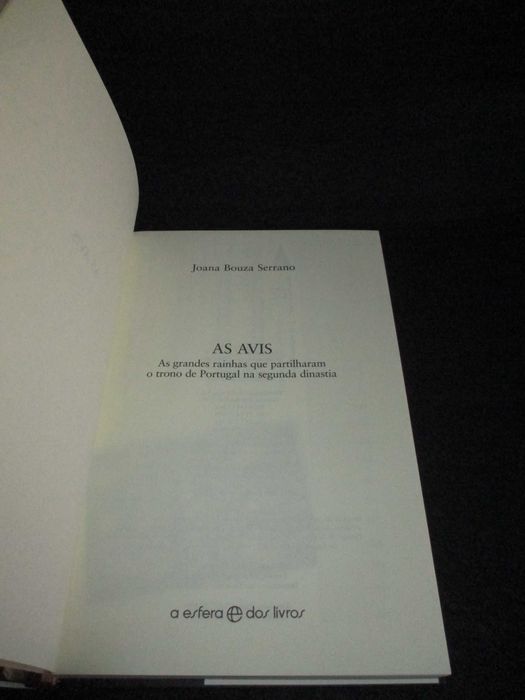 Joana Bouza Serrano
AS AVIS
As grandes rainhas que partilharam
o trono de Portugal na segunda dinastia
a esfera dos livros